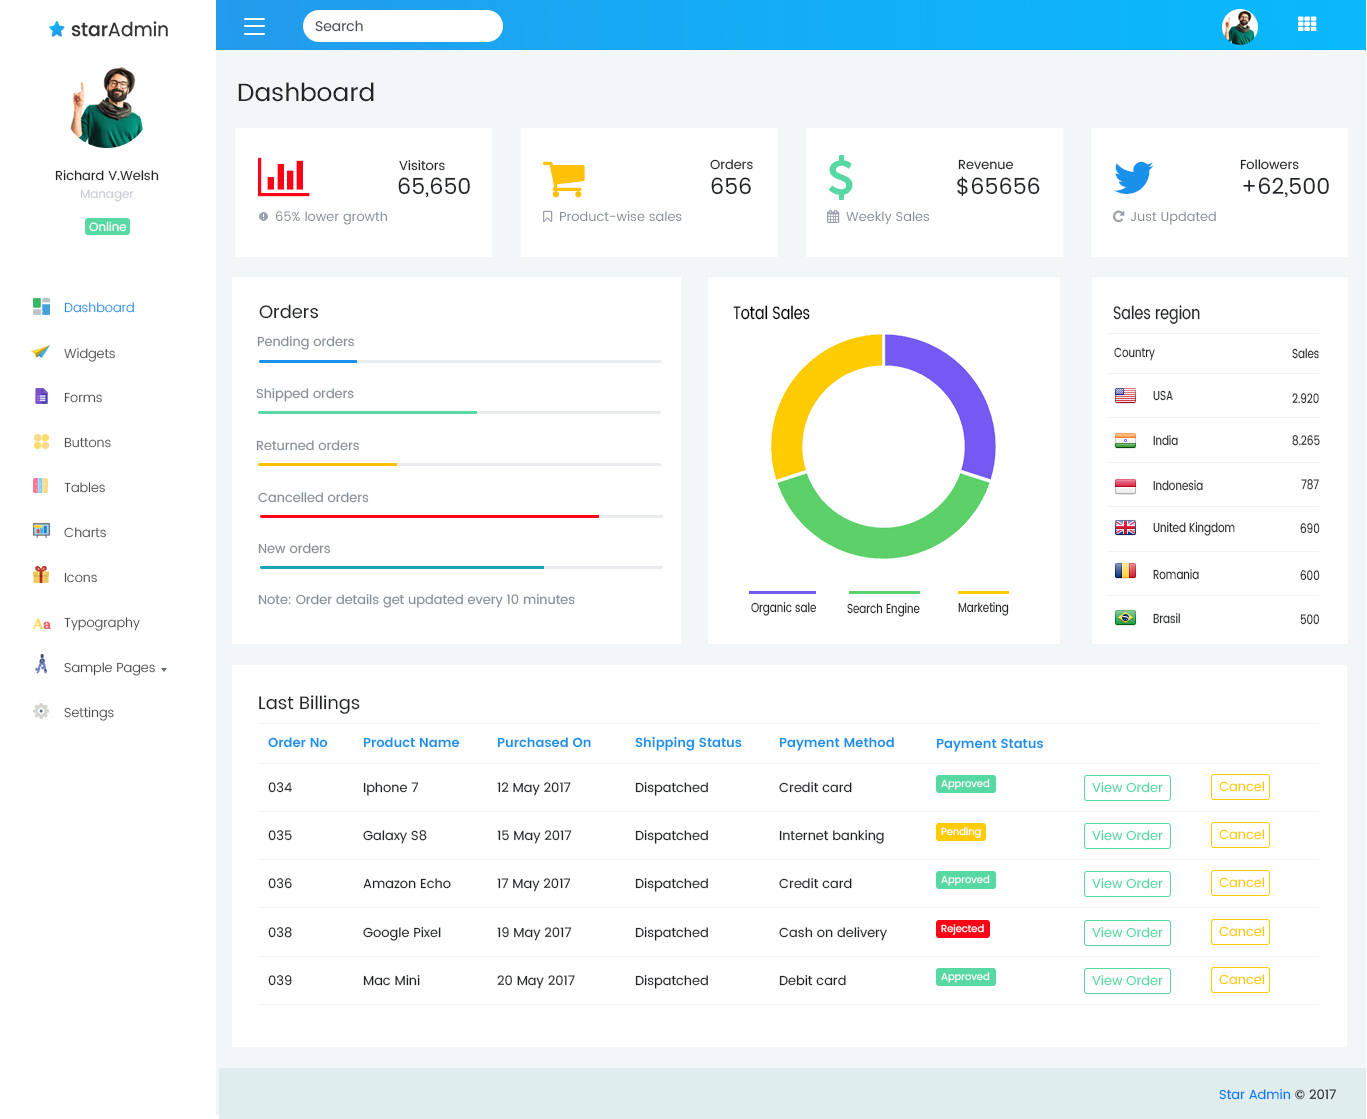 starAdmin
Search
Richard V.Welsh
Manager
Online
Dashboard
Widgets
Forms
Buttons
Tables
Charts
Icons
Aa Typography
Sample Pages
Settings
Dashboard
Visitors
65,650
65% lower growth
Orders
656
Product-wise sales
Revenue
$65656
$
Weekly Sales
Followers
+62,500
Just Updated
Orders
Pending orders
Shipped orders
Returned orders
Cancelled orders
New orders
Note: Order details get updated every 10 minutes
Total Sales
Organic sale Search Engine Marketing
Sales region
Country Sales
USA 2.920
India 8.265
Indonesia 787
United Kingdom 690
Romania 600
Brasil 500
Last Billings
Order No Product Name Purchased On Shipping Status Payment Method Payment Status
034 Iphone 7 12 May 2017 Dispatched Credit card Approved View Order Cancel
035 Galaxy S8 15 May 2017 Dispatched Internet banking Pending View Order Cancel
036 Amazon Echo 17 May 2017 Dispatched Credit card Approved View Order Cancel
038 Google Pixel 19 May 2017 Dispatched Cash on delivery Rejected View Order Cancel
039 Mac Mini 20 May 2017 Dispatched Debit card Approved View Order Cancel
Star Admin © 2017